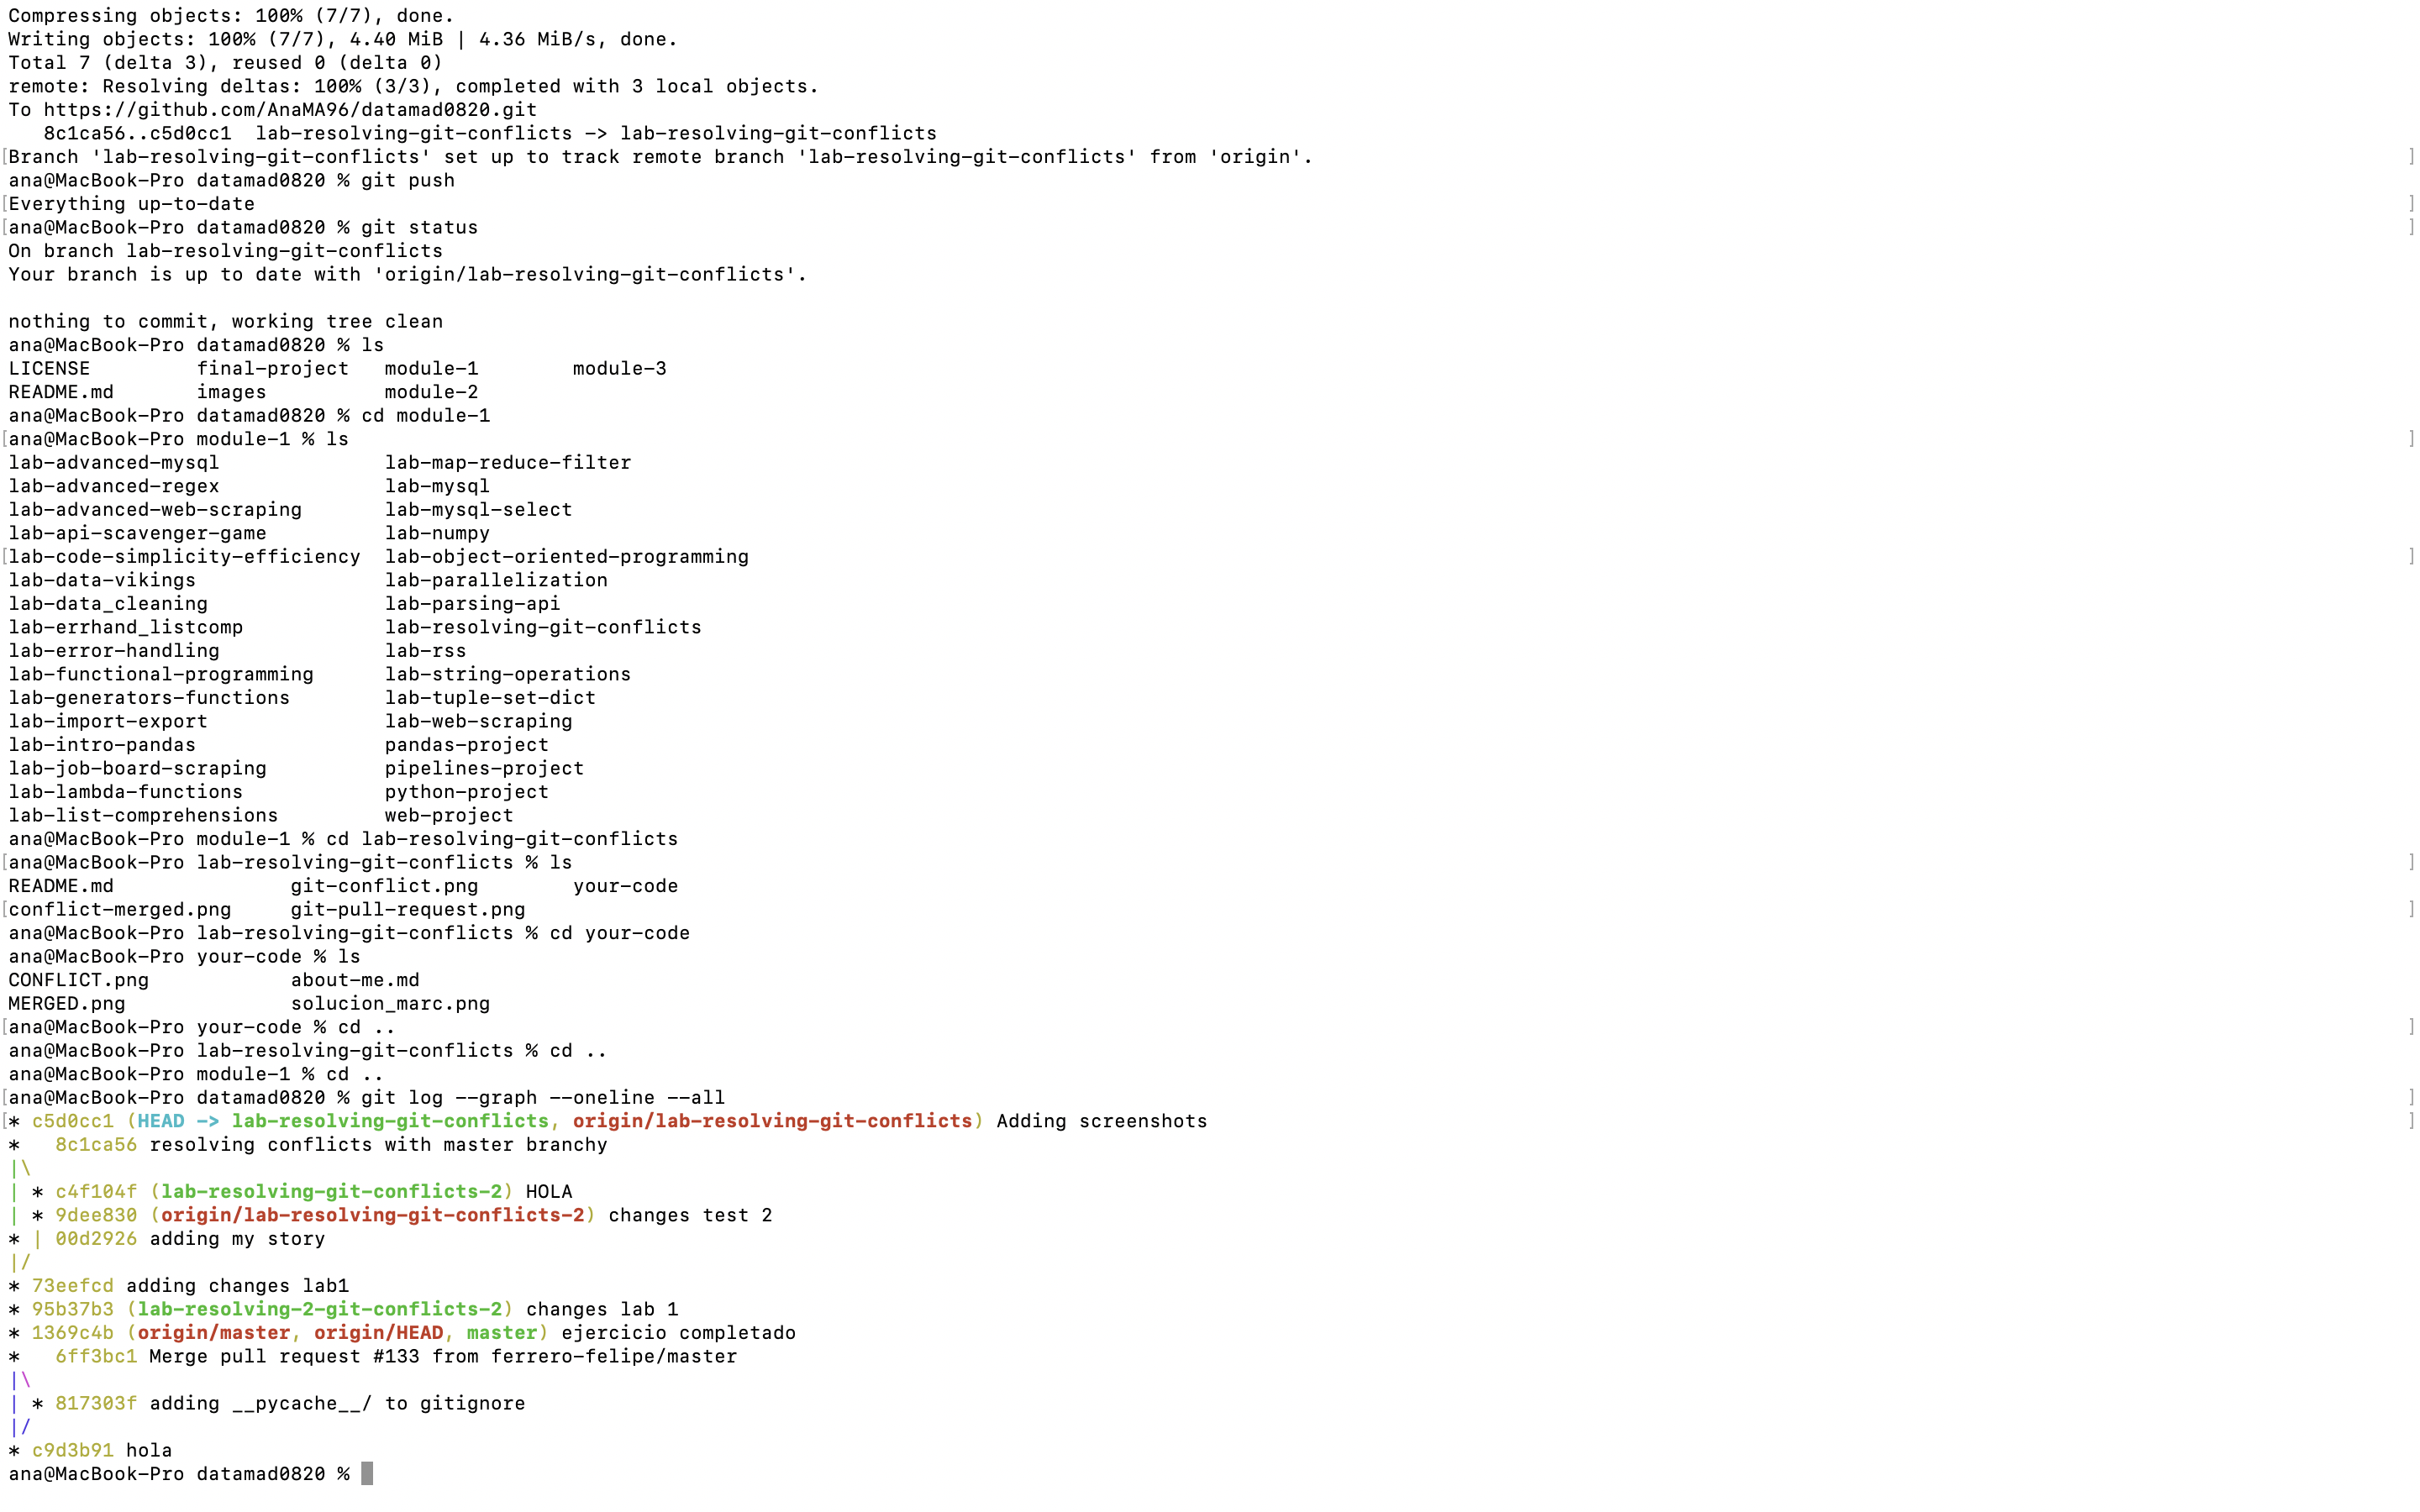 Compressing objects: 100% (7/7), done.
Writing objects: 100% (7/7), 4.40 MiB | 4.36 MiB/s, done.
Total 7 (delta 3), reused 0 (delta 0)
remote: Resolving deltas: 100% (3/3), completed with 3 local objects.
To https://github.com/AnaMA96/datamad0820.git
   8c1ca56..c5d0cc1  lab-resolving-git-conflicts -> lab-resolving-git-conflicts
[Branch 'lab-resolving-git-conflicts' set up to track remote branch 'lab-resolving-git-conflicts' from 'origin'. ]
ana@MacBook-Pro datamad0820 % git push
[Everything up-to-date ]
[ana@MacBook-Pro datamad0820 % git status ]
On branch lab-resolving-git-conflicts
Your branch is up to date with 'origin/lab-resolving-git-conflicts'.

nothing to commit, working tree clean
ana@MacBook-Pro datamad0820 % ls
LICENSE         final-project   module-1        module-3
README.md       images          module-2
ana@MacBook-Pro datamad0820 % cd module-1
[ana@MacBook-Pro module-1 % ls ]
lab-advanced-mysql              lab-map-reduce-filter
lab-advanced-regex              lab-mysql
lab-advanced-web-scraping       lab-mysql-select
lab-api-scavenger-game          lab-numpy
[lab-code-simplicity-efficiency  lab-object-oriented-programming ]
lab-data-vikings                lab-parallelization
lab-data_cleaning               lab-parsing-api
lab-errhand_listcomp            lab-resolving-git-conflicts
lab-error-handling              lab-rss
lab-functional-programming      lab-string-operations
lab-generators-functions        lab-tuple-set-dict
lab-import-export               lab-web-scraping
lab-intro-pandas                pandas-project
lab-job-board-scraping          pipelines-project
lab-lambda-functions            python-project
lab-list-comprehensions         web-project
ana@MacBook-Pro module-1 % cd lab-resolving-git-conflicts
[ana@MacBook-Pro lab-resolving-git-conflicts % ls ]
README.md               git-conflict.png        your-code
[conflict-merged.png     git-pull-request.png ]
ana@MacBook-Pro lab-resolving-git-conflicts % cd your-code
ana@MacBook-Pro your-code % ls
CONFLICT.png            about-me.md
MERGED.png              solucion_marc.png
[ana@MacBook-Pro your-code % cd .. ]
ana@MacBook-Pro lab-resolving-git-conflicts % cd ..
ana@MacBook-Pro module-1 % cd ..
[ana@MacBook-Pro datamad0820 % git log --graph --oneline --all ]
[* c5d0cc1 (HEAD -> lab-resolving-git-conflicts, origin/lab-resolving-git-conflicts) Adding screenshots ]
*   8c1ca56 resolving conflicts with master branchy
|\
| * c4f104f (lab-resolving-git-conflicts-2) HOLA
| * 9dee830 (origin/lab-resolving-git-conflicts-2) changes test 2
* | 00d2926 adding my story
|/
* 73eefcd adding changes lab1
* 95b37b3 (lab-resolving-2-git-conflicts-2) changes lab 1
* 1369c4b (origin/master, origin/HEAD, master) ejercicio completado
*   6ff3bc1 Merge pull request #133 from ferrero-felipe/master
|\
| * 817303f adding __pycache__/ to gitignore
|/
* c9d3b91 hola
ana@MacBook-Pro datamad0820 %